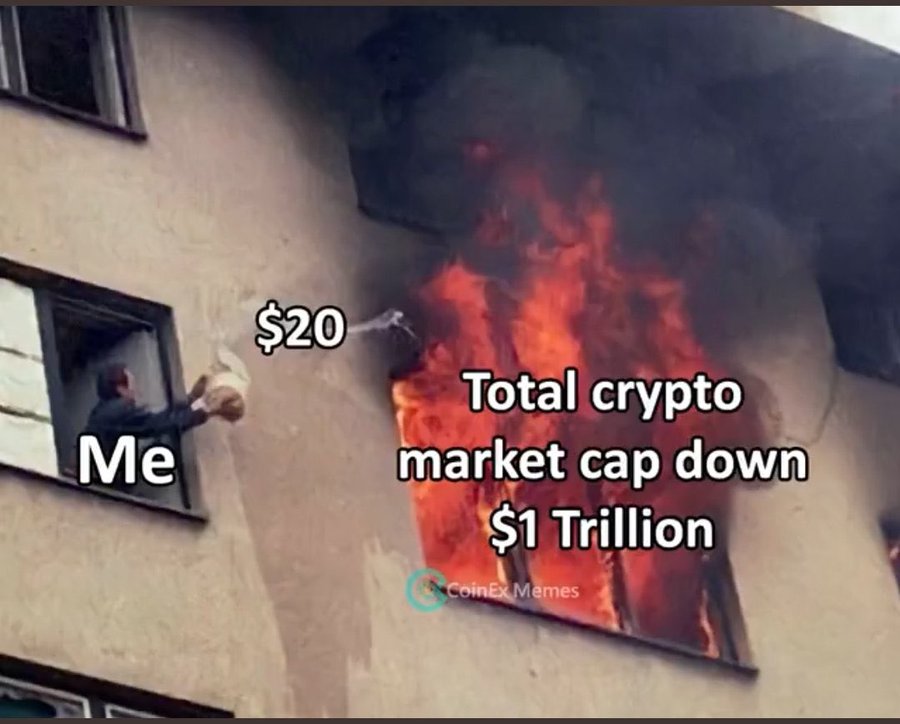 $20
Total crypto
market cap down
$1 Trillion
Me
CoinEx Memes